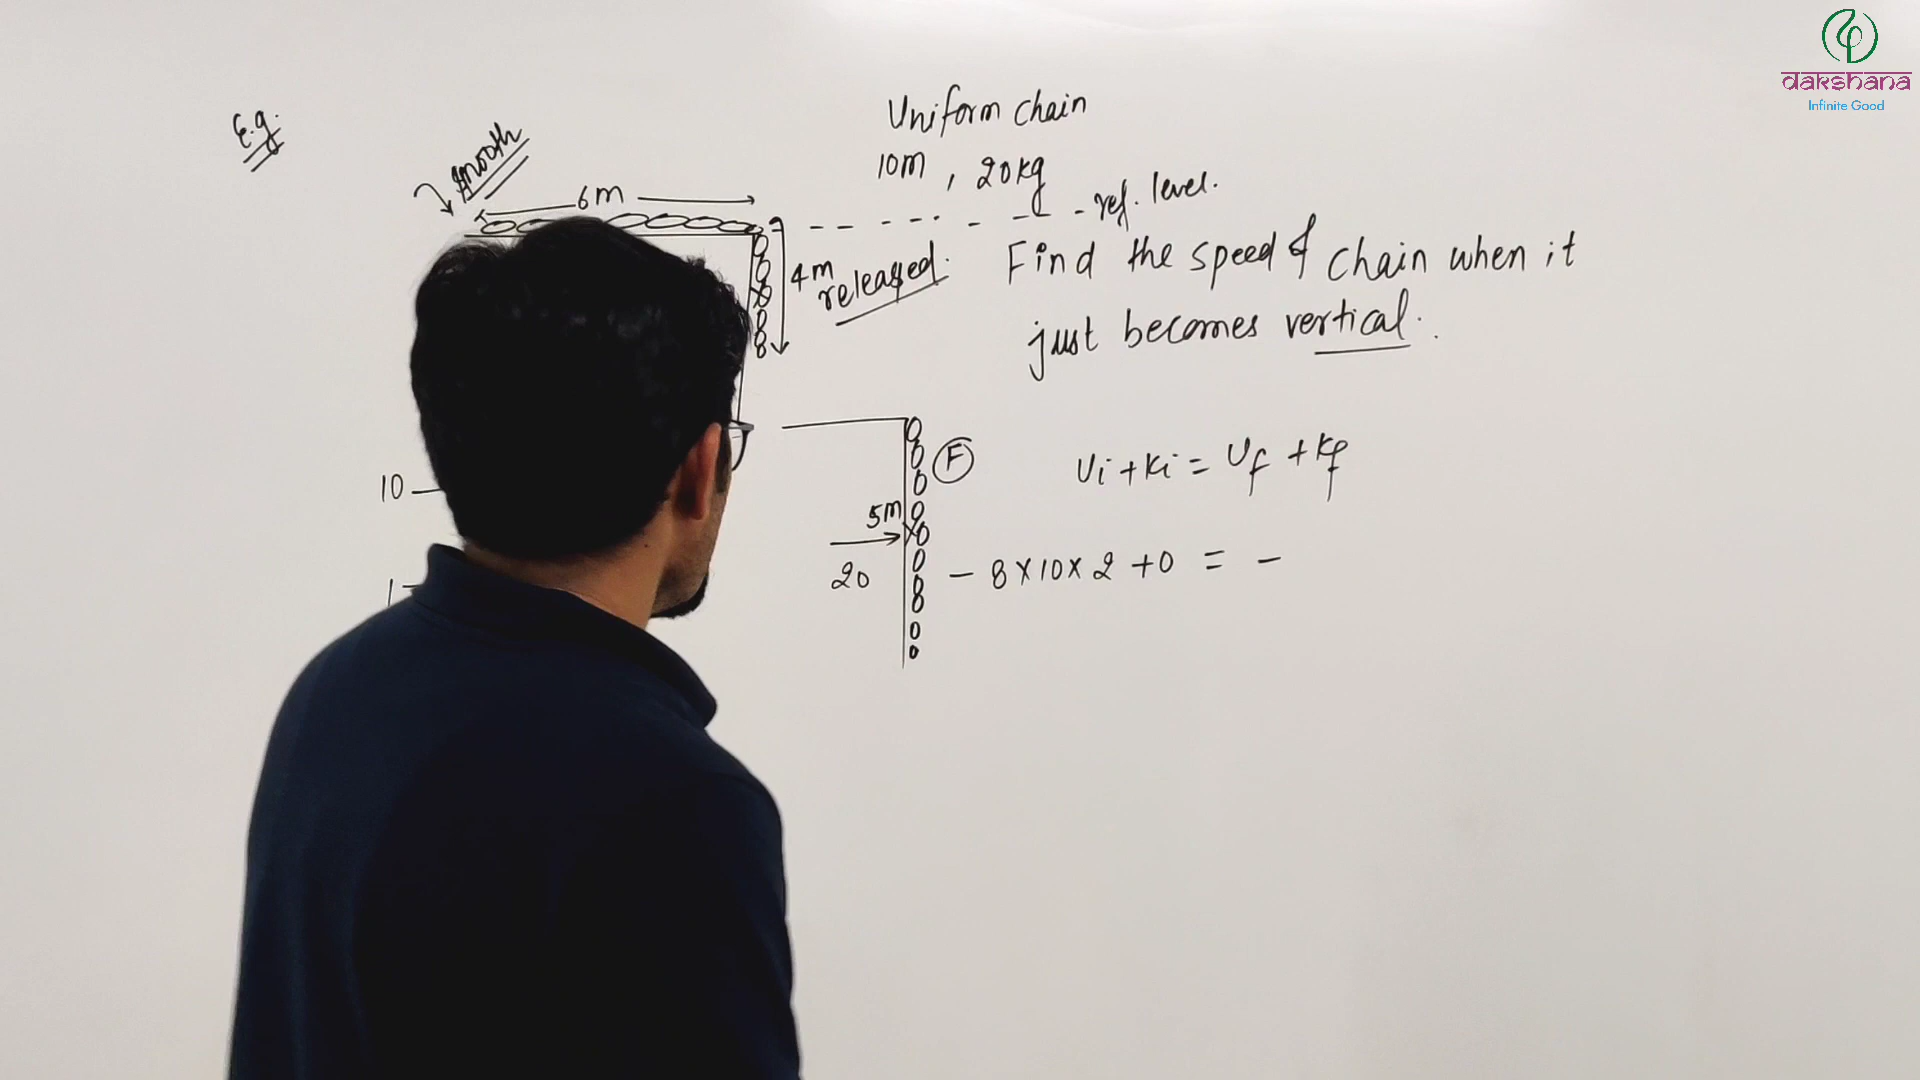 dakshana
Infinite Good
E.g.
smooth
Uniform chain
10m, 20kg
6m
ref. level.
4m
released.
Find the speed of chain when it
just becomes vertical.
F
Ui + Ki = Uf + Kf
10
5m
20
- 8 × 10 × 2 + 0 = -